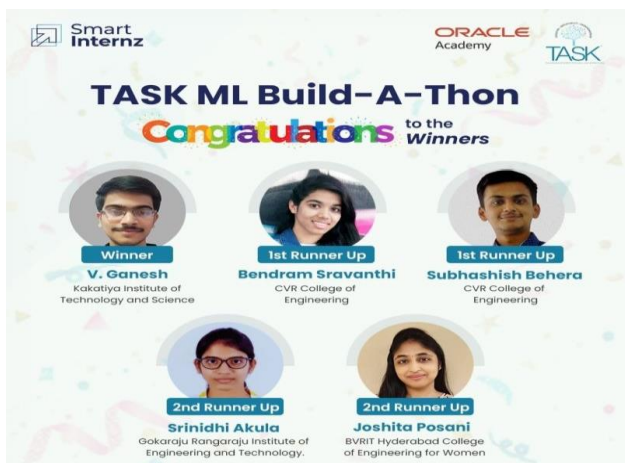 Smart
Internz
ORACLE
Academy
TASK
TASK ML Build-A-Thon
Congratulations to the
Winners
Winner
V. Ganesh
Kakatiya Institute of
Technology and Science
1st Runner Up
Bendram Sravanthi
CVR College of
Engineering
1st Runner Up
Subhashish Behera
CVR College of
Engineering
2nd Runner Up
Srinidhi Akula
Gokaraju Rangaraju Institute of
Engineering and Technology.
2nd Runner Up
Joshita Posani
BVRIT Hyderabad College
of Engineering for Women